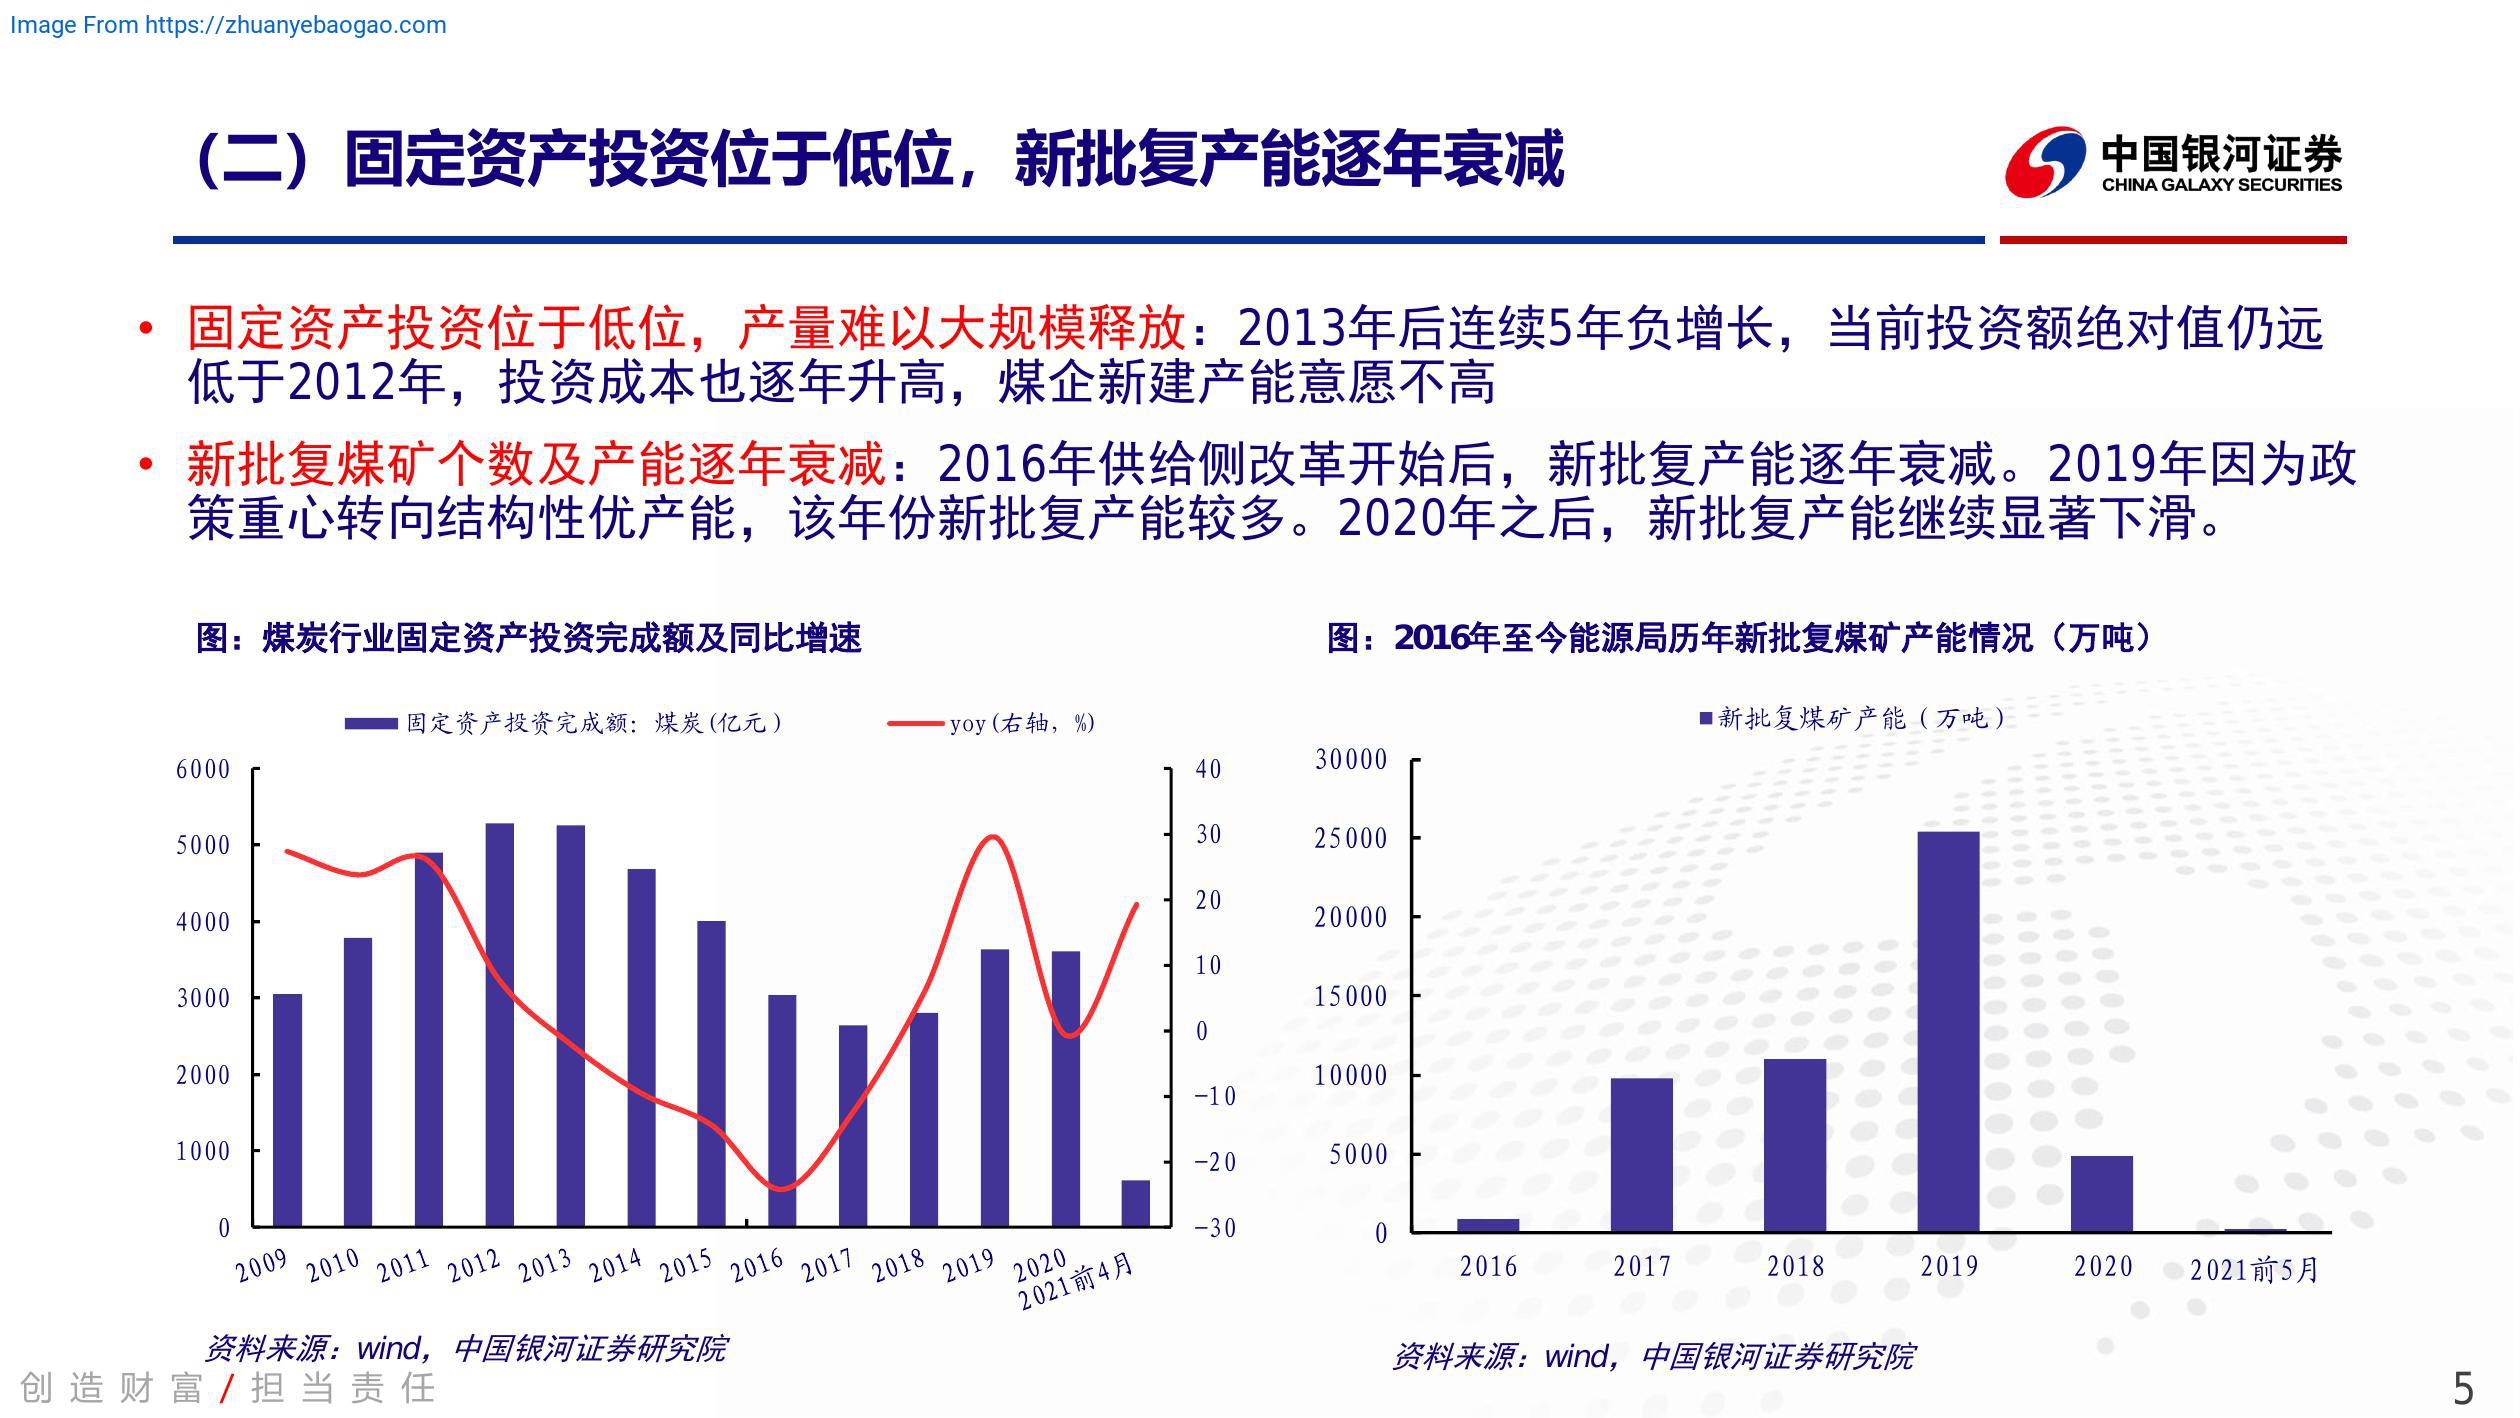 Image From https://zhuanyebaogao.com
（二）固定资产投资位于低位，新批复产能逐年衰减
中国银河证券
CHINA GALAXY SECURITIES
• 固定资产投资位于低位，产量难以大规模释放：2013年后连续5年负增长，当前投资额绝对值仍远
低于2012年，投资成本也逐年升高，煤企新建产能意愿不高
• 新批复煤矿个数及产能逐年衰减：2016年供给侧改革开始后，新批复产能逐年衰减。2019年因为政
策重心转向结构性优产能，该年份新批复产能较多。2020年之后，新批复产能继续显著下滑。
图：煤炭行业固定资产投资完成额及同比增速
固定资产投资完成额：煤炭(亿元)
yoy(右轴，%)
6000
5000
4000
3000
2000
1000
0
40
30
20
10
0
-10
-20
-30
2009
2010
2011
2012
2013
2014
2015
2016
2017
2018
2019
2020
2021前4月
资料来源：wind，中国银河证券研究院
图：2016年至今能源局历年新批复煤矿产能情况（万吨）
新批复煤矿产能（万吨）
30000
25000
20000
15000
10000
5000
0
2016
2017
2018
2019
2020
2021前5月
资料来源：wind，中国银河证券研究院
创造财富/担当责任
5